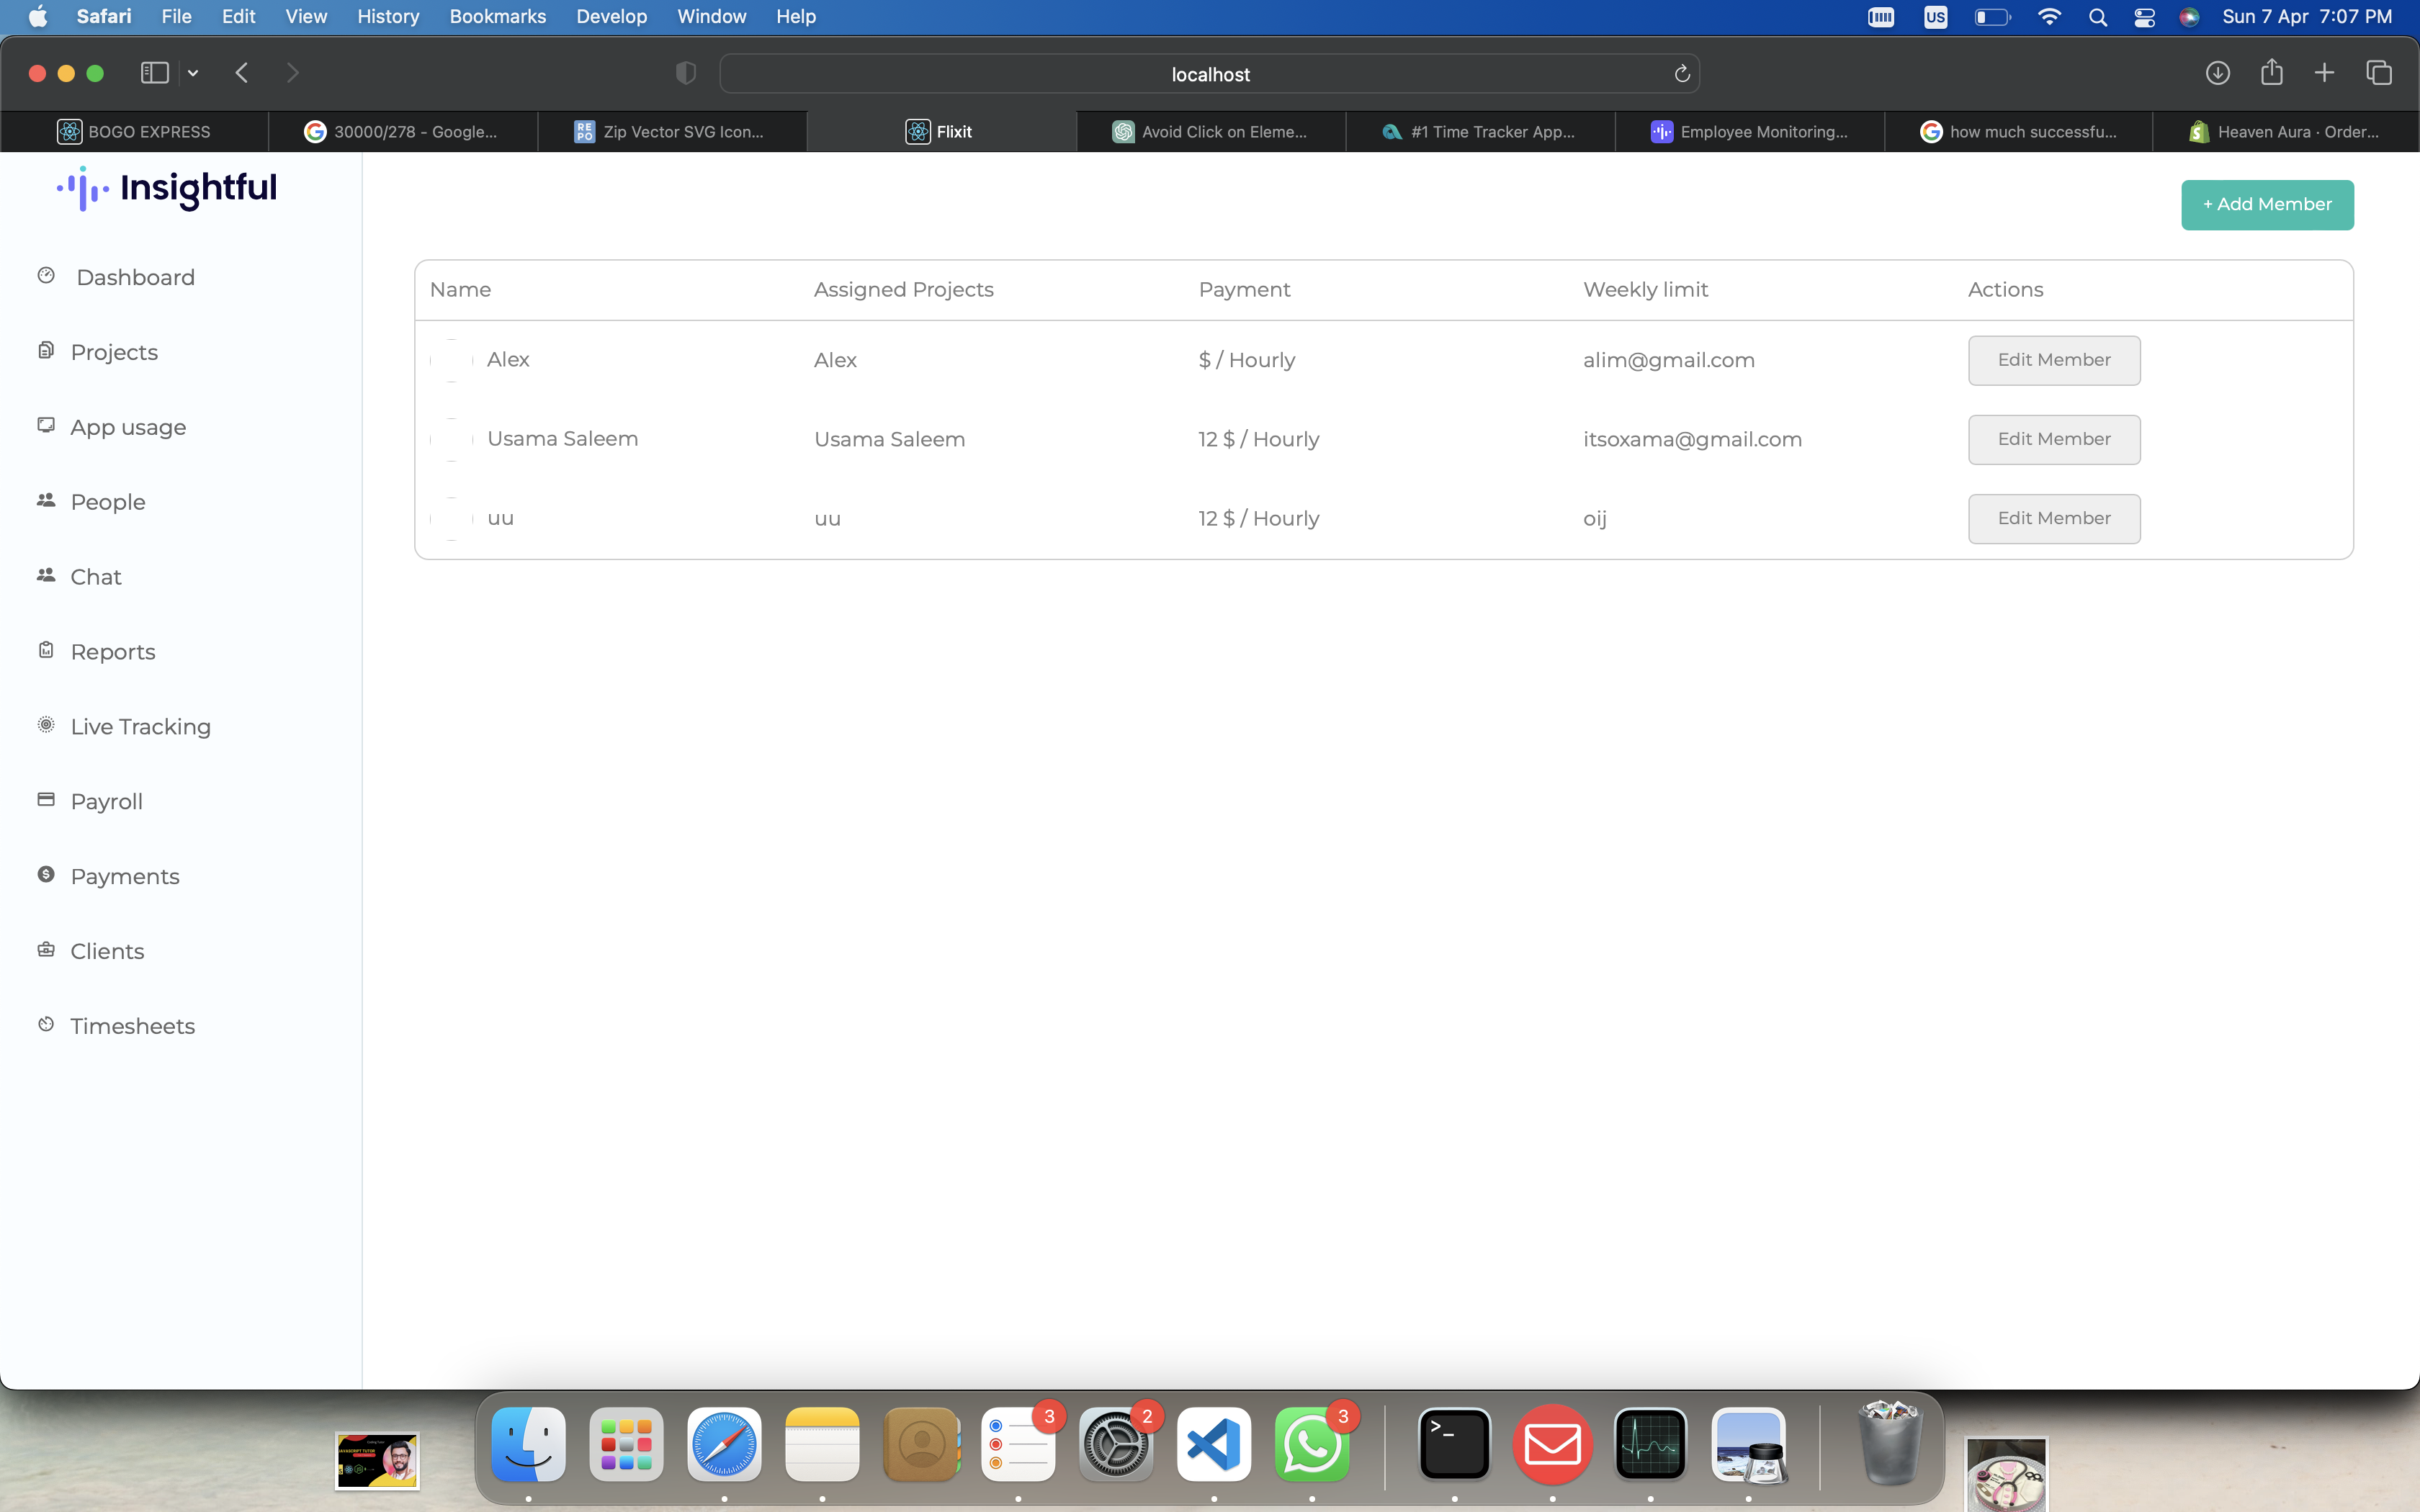 Safari File Edit View History Bookmarks Develop Window Help US Sun 7 Apr 7:07 PM
localhost
BOGO EXPRESS 30000/278 - Google... Zip Vector SVG Icon... Flixit Avoid Click on Eleme... #1 Time Tracker App... Employee Monitoring... how much successfu... Heaven Aura · Order...
Insightful
+ Add Member
Dashboard
Projects
App usage
People
Chat
Reports
Live Tracking
Payroll
Payments
Clients
Timesheets
Name Assigned Projects Payment Weekly limit Actions
Alex Alex $ / Hourly alim@gmail.com Edit Member
Usama Saleem Usama Saleem 12 $ / Hourly itsoxama@gmail.com Edit Member
uu uu 12 $ / Hourly oij Edit Member
3 2 3